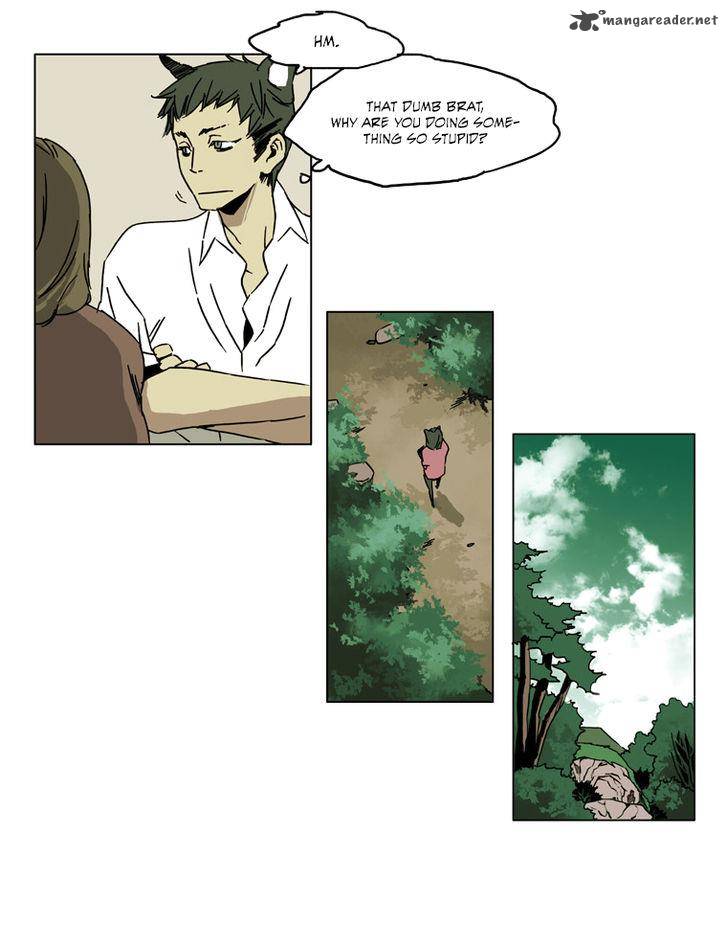 mangareader.net
HM.
THAT DUMB BRAT,
WHY ARE YOU DOING SOME-
THING SO STUPID?